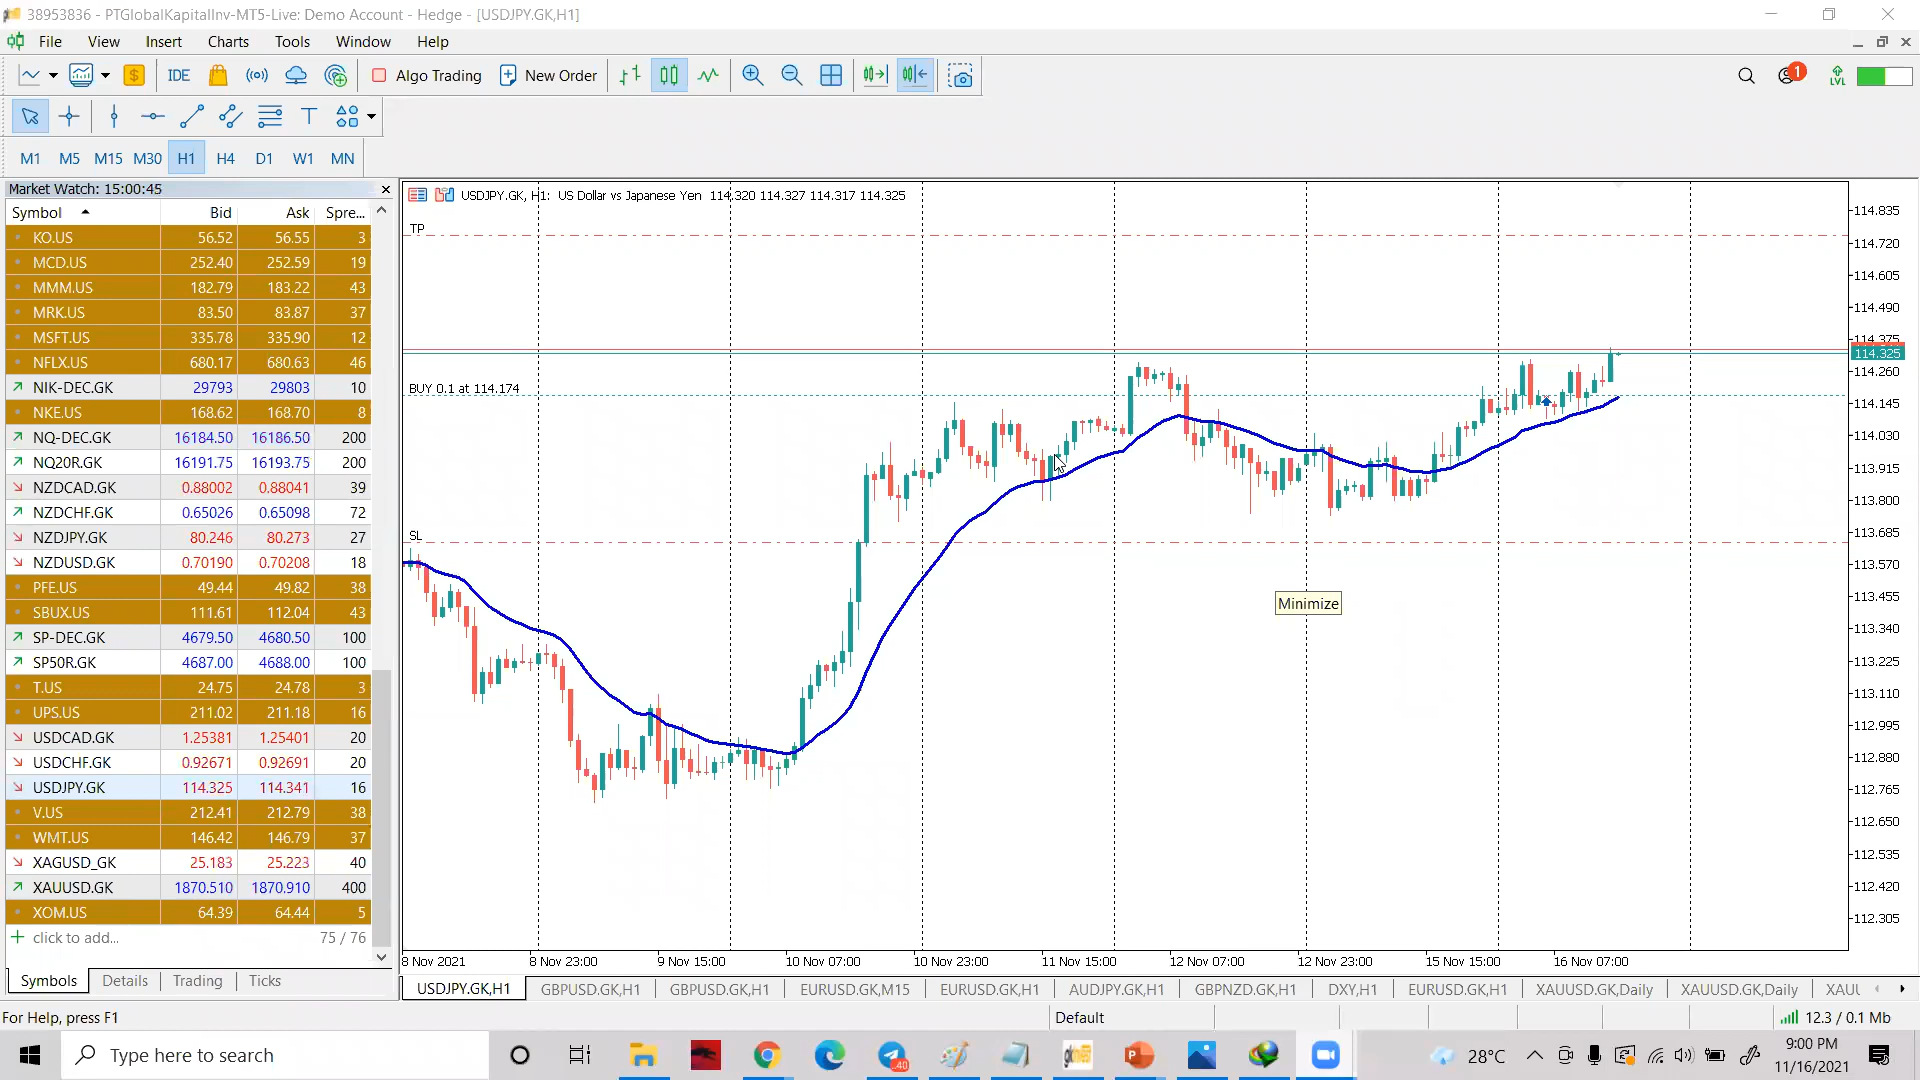 38953836 - PTGlobalKapitalInv-MT5-Live: Demo Account - Hedge - [USDJPY.GK,H1]
File View Insert Charts Tools Window Help
IDE Algo Trading New Order 1 LVL
M1 M5 M15 M30 H1 H4 D1 W1 MN
Market Watch: 15:00:45
Symbol Bid Ask Spre...
KO.US 56.52 56.55 3
MCD.US 252.40 252.59 19
MMM.US 182.79 183.22 43
MRK.US 83.50 83.87 37
MSFT.US 335.78 335.90 12
NFLX.US 680.17 680.63 46
NIK-DEC.GK 29793 29803 10
NKE.US 168.62 168.70 8
NQ-DEC.GK 16184.50 16186.50 200
NQ20R.GK 16191.75 16193.75 200
NZDCAD.GK 0.88002 0.88041 39
NZDCHF.GK 0.65026 0.65098 72
NZDJPY.GK 80.246 80.273 27
NZDUSD.GK 0.70190 0.70208 18
PFE.US 49.44 49.82 38
SBUX.US 111.61 112.04 43
SP-DEC.GK 4679.50 4680.50 100
SP50R.GK 4687.00 4688.00 100
T.US 24.75 24.78 3
UPS.US 211.02 211.18 16
USDCAD.GK 1.25381 1.25401 20
USDCHF.GK 0.92671 0.92691 20
USDJPY.GK 114.325 114.341 16
V.US 212.41 212.79 38
WMT.US 146.42 146.79 37
XAGUSD_GK 25.183 25.223 40
XAUUSD.GK 1870.510 1870.910 400
XOM.US 64.39 64.44 5
click to add... 75 / 76
Symbols Details Trading Ticks
USDJPY.GK, H1: US Dollar vs Japanese Yen 114.320 114.327 114.317 114.325
TP
BUY 0.1 at 114.174
SL
Minimize
114.835
114.720
114.605
114.490
114.375
114.325
114.260
114.145
114.030
113.915
113.800
113.685
113.570
113.455
113.340
113.225
113.110
112.995
112.880
112.765
112.650
112.535
112.420
112.305
8 Nov 2021 8 Nov 23:00 9 Nov 15:00 10 Nov 07:00 10 Nov 23:00 11 Nov 15:00 12 Nov 07:00 12 Nov 23:00 15 Nov 15:00 16 Nov 07:00
USDJPY.GK,H1 GBPUSD.GK,H1 GBPUSD.GK,H1 EURUSD.GK,M15 EURUSD.GK,H1 AUDJPY.GK,H1 GBPNZD.GK,H1 DXY,H1 EURUSD.GK,H1 XAUUSD.GK,Daily XAUUSD.GK,Daily XAUU
For Help, press F1 Default 12.3 / 0.1 Mb
Type here to search 40 28°C 9:00 PM
11/16/2021